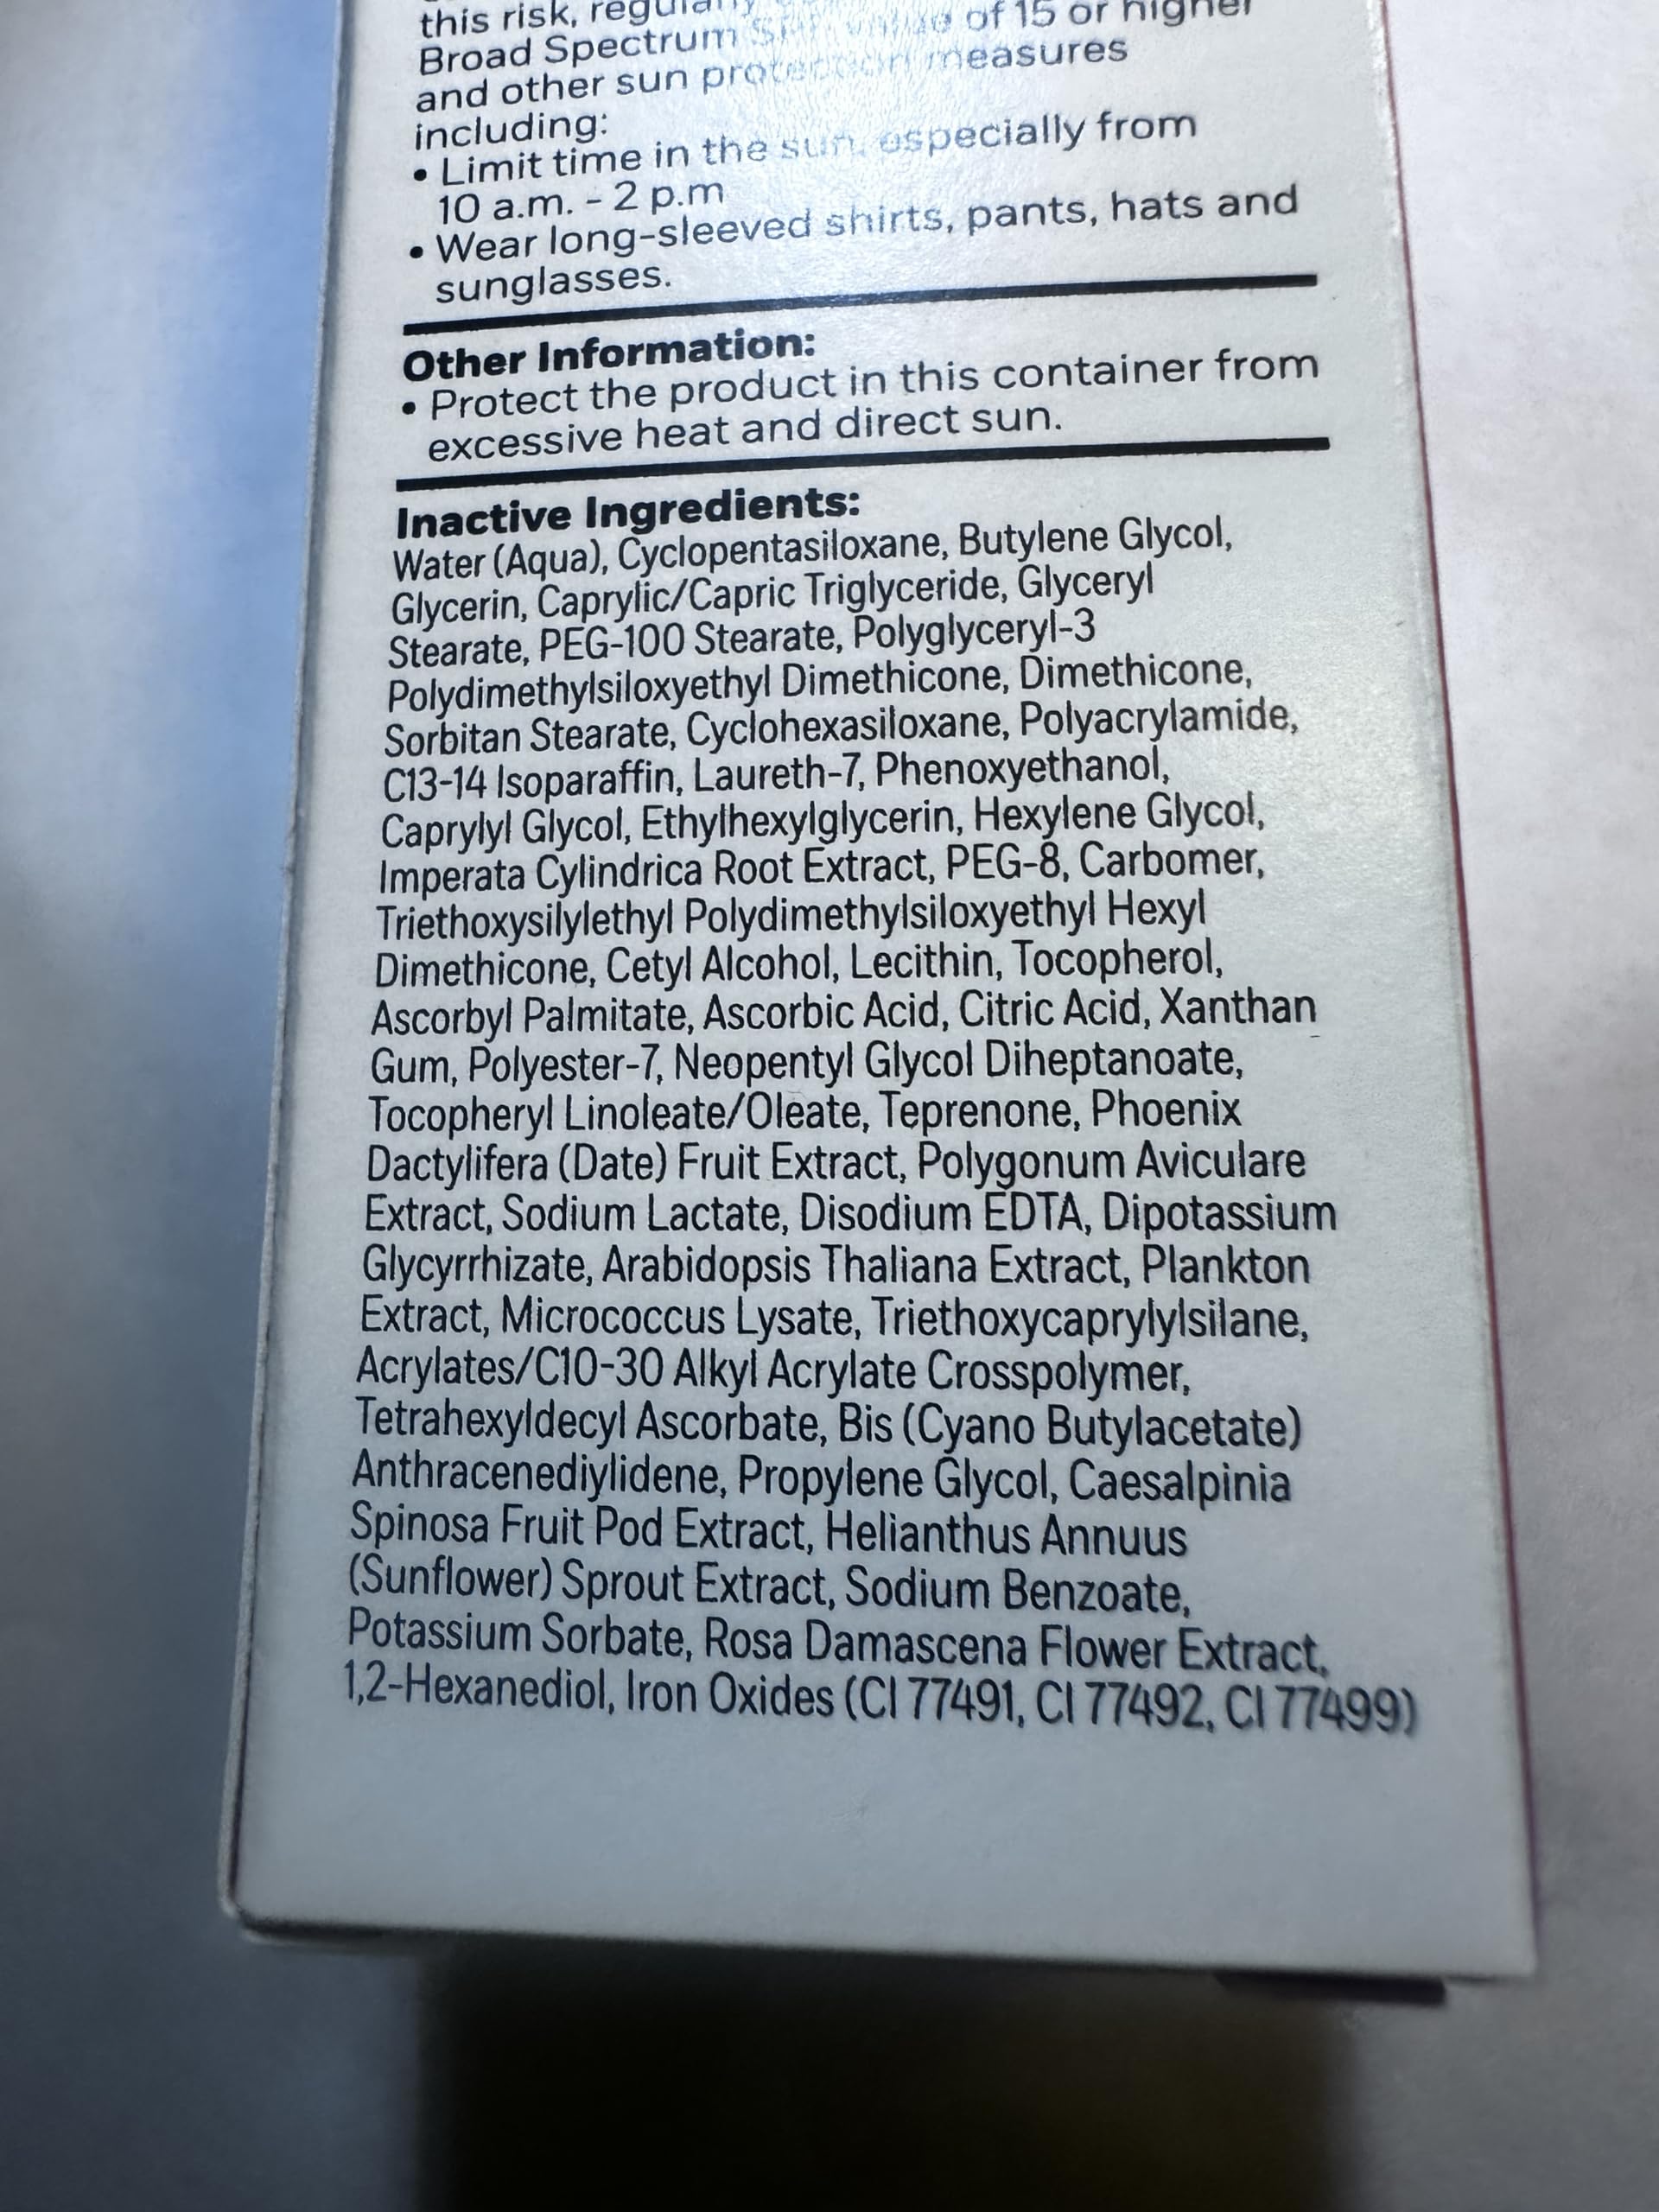 this risk, regularly
Broad Spectrum SPF value of 15 or higher
and other sun protection measures
including:
• Limit time in the sun, especially from
10 a.m. - 2 p.m
• Wear long-sleeved shirts, pants, hats and
sunglasses.
Other Information:
• Protect the product in this container from
excessive heat and direct sun.
Inactive Ingredients:
Water (Aqua), Cyclopentasiloxane, Butylene Glycol,
Glycerin, Caprylic/Capric Triglyceride, Glyceryl
Stearate, PEG-100 Stearate, Polyglyceryl-3
Polydimethylsiloxyethyl Dimethicone, Dimethicone,
Sorbitan Stearate, Cyclohexasiloxane, Polyacrylamide,
C13-14 Isoparaffin, Laureth-7, Phenoxyethanol,
Caprylyl Glycol, Ethylhexylglycerin, Hexylene Glycol,
Imperata Cylindrica Root Extract, PEG-8, Carbomer,
Triethoxysilylethyl Polydimethylsiloxyethyl Hexyl
Dimethicone, Cetyl Alcohol, Lecithin, Tocopherol,
Ascorbyl Palmitate, Ascorbic Acid, Citric Acid, Xanthan
Gum, Polyester-7, Neopentyl Glycol Diheptanoate,
Tocopheryl Linoleate/Oleate, Teprenone, Phoenix
Dactylifera (Date) Fruit Extract, Polygonum Aviculare
Extract, Sodium Lactate, Disodium EDTA, Dipotassium
Glycyrrhizate, Arabidopsis Thaliana Extract, Plankton
Extract, Micrococcus Lysate, Triethoxycaprylylsilane,
Acrylates/C10-30 Alkyl Acrylate Crosspolymer,
Tetrahexyldecyl Ascorbate, Bis (Cyano Butylacetate)
Anthracenediylidene, Propylene Glycol, Caesalpinia
Spinosa Fruit Pod Extract, Helianthus Annuus
(Sunflower) Sprout Extract, Sodium Benzoate,
Potassium Sorbate, Rosa Damascena Flower Extract,
1,2-Hexanediol, Iron Oxides (CI 77491, CI 77492, CI 77499)